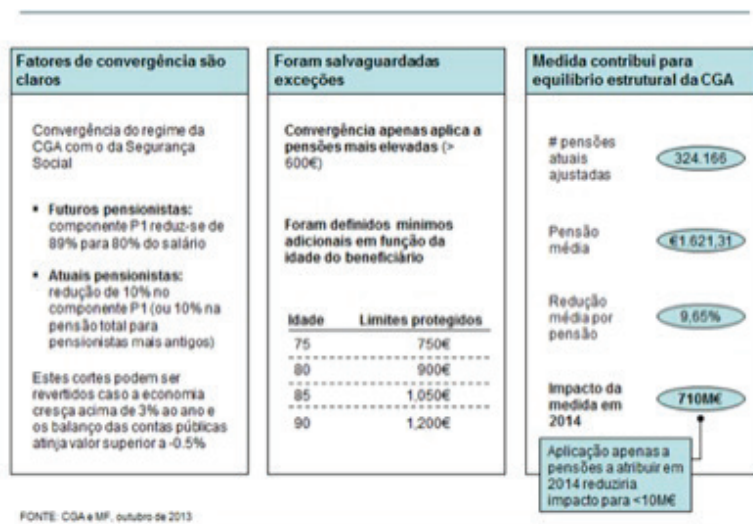 Fatores de convergência são
claros
Convergência do regime da
CGA com o da Segurança
Social
• Futuros pensionistas:
componente P1 reduz-se de
89% para 80% do salário
• Atuais pensionistas:
redução de 10% no
componente P1 (ou 10% na
pensão total para
pensionistas mais antigos)
Estes cortes podem ser
revertidos caso a economia
cresça acima de 3% ao ano e
os balanço das contas públicas
atinja valor superior a -0.5%
Foram salvaguardadas
exceções
Convergência apenas aplica a
pensões mais elevadas (>
600€)
Foram definidos mínimos
adicionais em função da
idade do beneficiário
Idade Limites protegidos
75 750€
80 900€
85 1,050€
90 1,200€
Medida contribui para
equilíbrio estrutural da CGA
# pensões
atuais
ajustadas
324.166
Pensão
média
€1.621,31
Redução
média por
pensão
9,65%
Impacto da
medida em
2014
710M€
Aplicação apenas a
pensões a atribuir em
2014 reduziria
impacto para <10M€
FONTE: CGA e MF, outubro de 2013